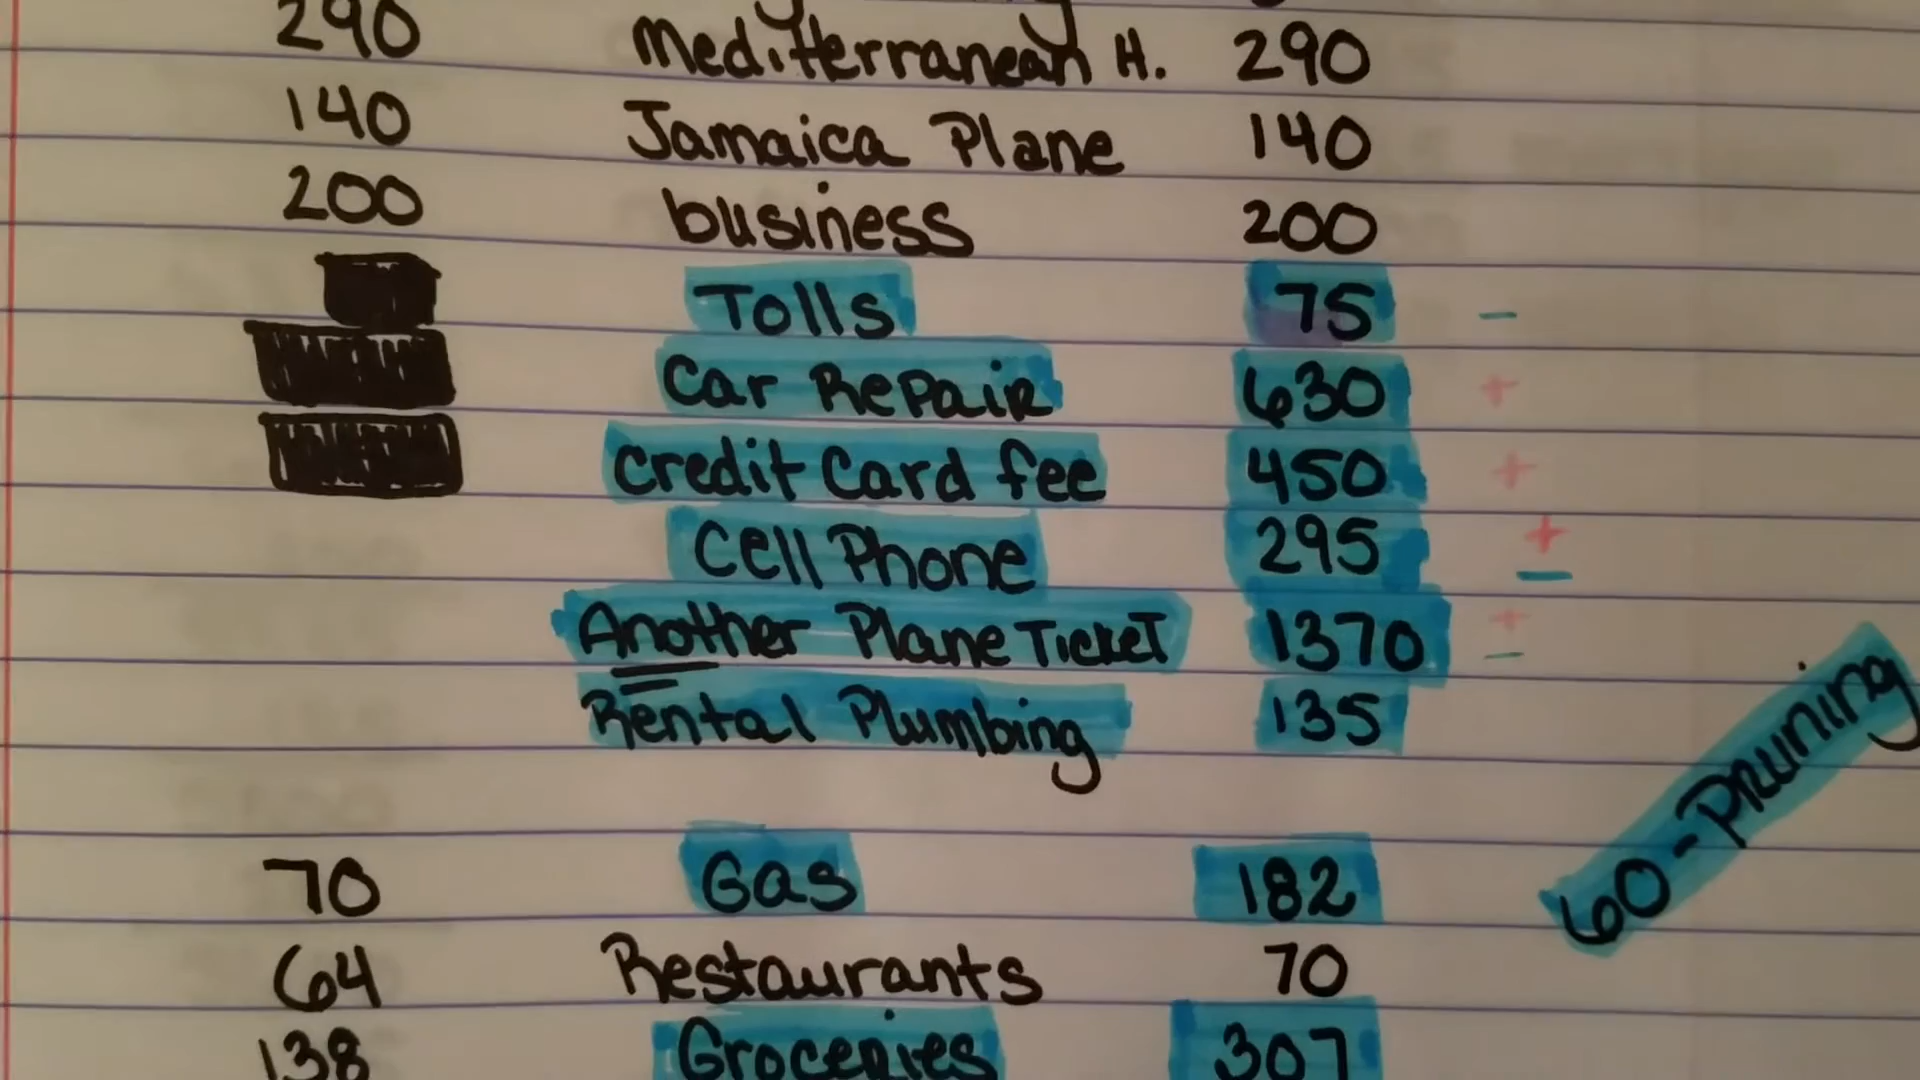 290 Mediterranean H. 290
140 Jamaica Plane 140
200 business 200
Tolls 75 -
Car Repair 630 +
Credit Card fee 450 +
Cell Phone 295 + -
Another Plane Ticket 1370 + -
Rental Plumbing 135
60 - Pruning
70 Gas 182
64 Restaurants 70
138 Groceries 307